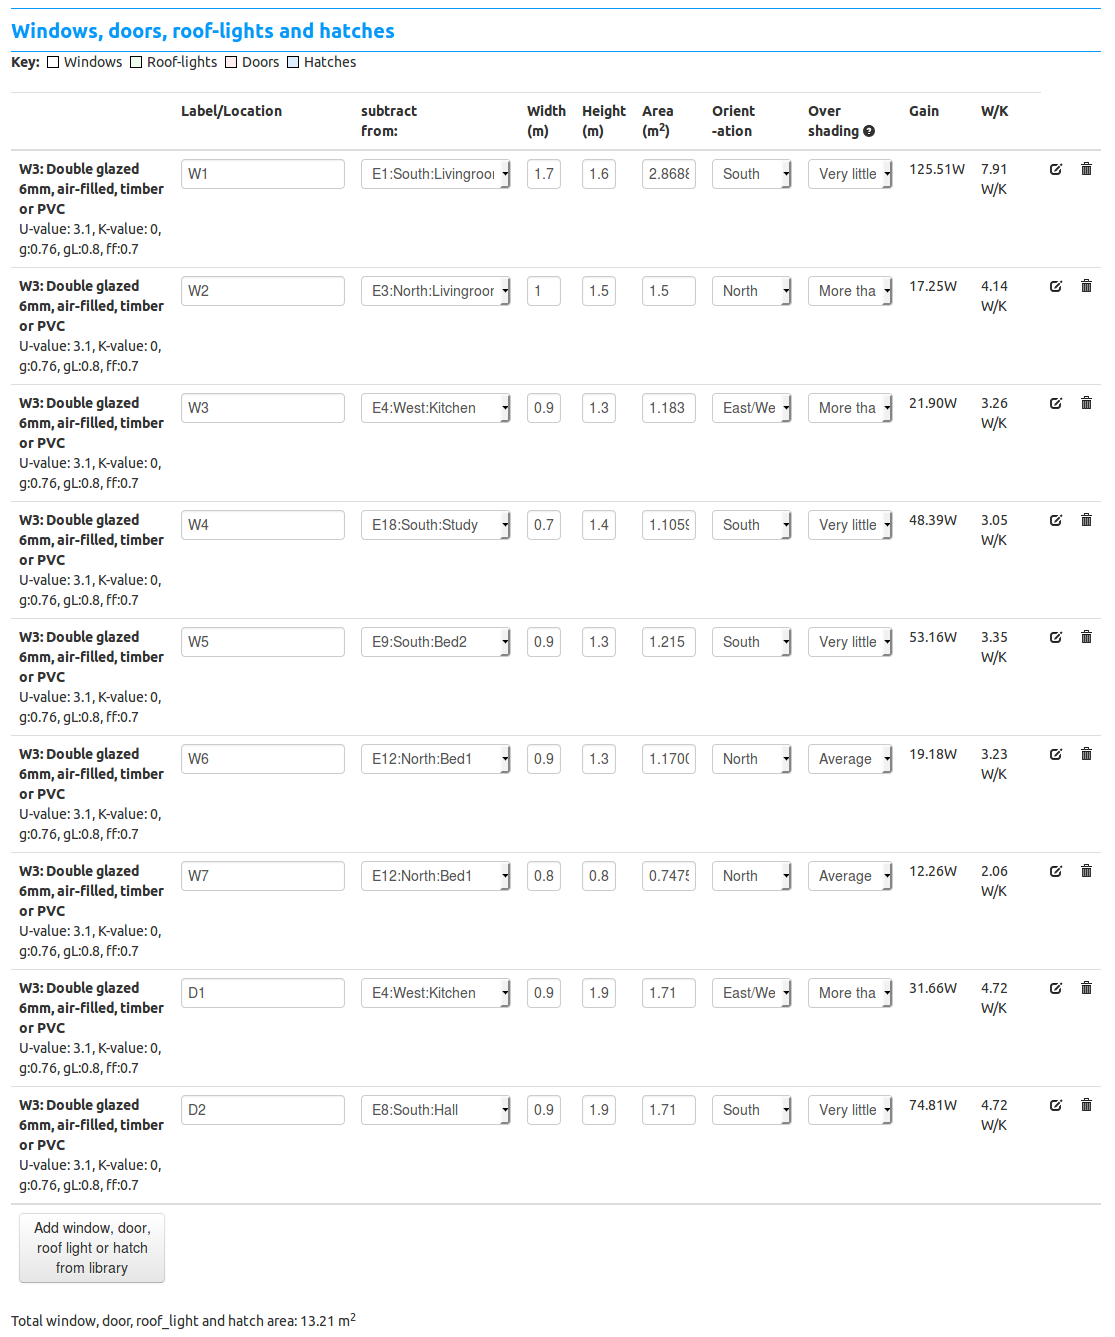 Windows, doors, roof-lights and hatches
Key: Windows Roof-lights Doors Hatches
Label/Location subtract from: Width (m) Height (m) Area (m²) Orient -ation Over shading Gain W/K
W3: Double glazed 6mm, air-filled, timber or PVC
U-value: 3.1, K-value: 0, g:0.76, gL:0.8, ff:0.7
W1 E1:South:Livingroor 1.7 1.6 2.8688 South Very little 125.51W 7.91 W/K
W3: Double glazed 6mm, air-filled, timber or PVC
U-value: 3.1, K-value: 0, g:0.76, gL:0.8, ff:0.7
W2 E3:North:Livingroor 1 1.5 1.5 North More tha 17.25W 4.14 W/K
W3: Double glazed 6mm, air-filled, timber or PVC
U-value: 3.1, K-value: 0, g:0.76, gL:0.8, ff:0.7
W3 E4:West:Kitchen 0.9 1.3 1.183 East/We More tha 21.90W 3.26 W/K
W3: Double glazed 6mm, air-filled, timber or PVC
U-value: 3.1, K-value: 0, g:0.76, gL:0.8, ff:0.7
W4 E18:South:Study 0.7 1.4 1.1059 South Very little 48.39W 3.05 W/K
W3: Double glazed 6mm, air-filled, timber or PVC
U-value: 3.1, K-value: 0, g:0.76, gL:0.8, ff:0.7
W5 E9:South:Bed2 0.9 1.3 1.215 South Very little 53.16W 3.35 W/K
W3: Double glazed 6mm, air-filled, timber or PVC
U-value: 3.1, K-value: 0, g:0.76, gL:0.8, ff:0.7
W6 E12:North:Bed1 0.9 1.3 1.1700 North Average 19.18W 3.23 W/K
W3: Double glazed 6mm, air-filled, timber or PVC
U-value: 3.1, K-value: 0, g:0.76, gL:0.8, ff:0.7
W7 E12:North:Bed1 0.8 0.8 0.7475 North Average 12.26W 2.06 W/K
W3: Double glazed 6mm, air-filled, timber or PVC
U-value: 3.1, K-value: 0, g:0.76, gL:0.8, ff:0.7
D1 E4:West:Kitchen 0.9 1.9 1.71 East/We More tha 31.66W 4.72 W/K
W3: Double glazed 6mm, air-filled, timber or PVC
U-value: 3.1, K-value: 0, g:0.76, gL:0.8, ff:0.7
D2 E8:South:Hall 0.9 1.9 1.71 South Very little 74.81W 4.72 W/K
Add window, door,
roof light or hatch
from library
Total window, door, roof_light and hatch area: 13.21 m²